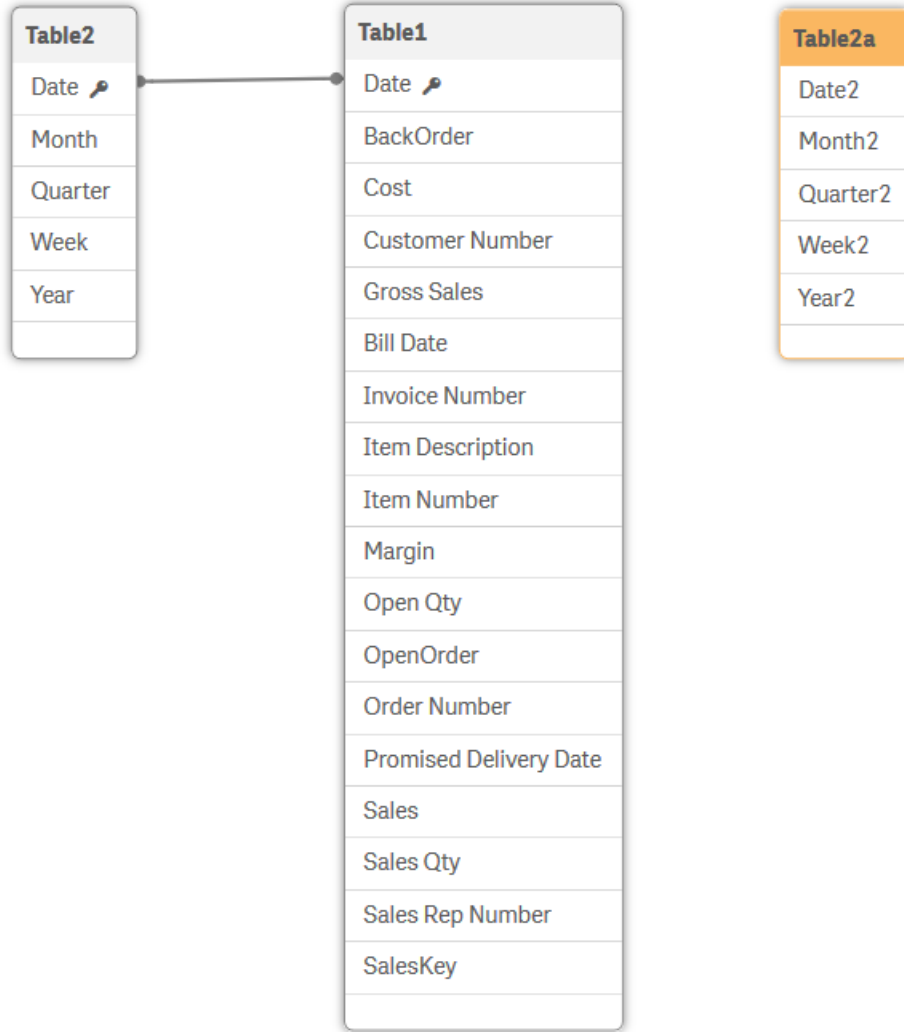 Table2
Date
Month
Quarter
Week
Year
Table1
Date
BackOrder
Cost
Customer Number
Gross Sales
Bill Date
Invoice Number
Item Description
Item Number
Margin
Open Qty
OpenOrder
Order Number
Promised Delivery Date
Sales
Sales Qty
Sales Rep Number
SalesKey
Table2a
Date2
Month2
Quarter2
Week2
Year2